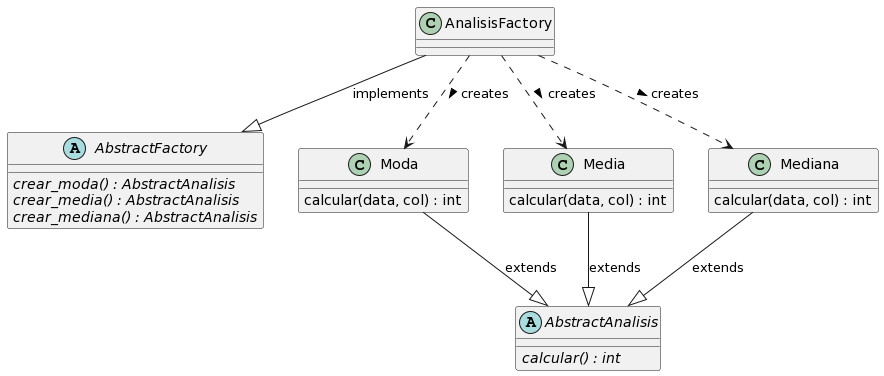 C AnalisisFactory
implements
creates
creates
creates
A AbstractFactory
crear_moda() : AbstractAnalisis
crear_media() : AbstractAnalisis
crear_mediana() : AbstractAnalisis
C Moda
calcular(data, col) : int
C Media
calcular(data, col) : int
C Mediana
calcular(data, col) : int
extends
extends
extends
A AbstractAnalisis
calcular() : int